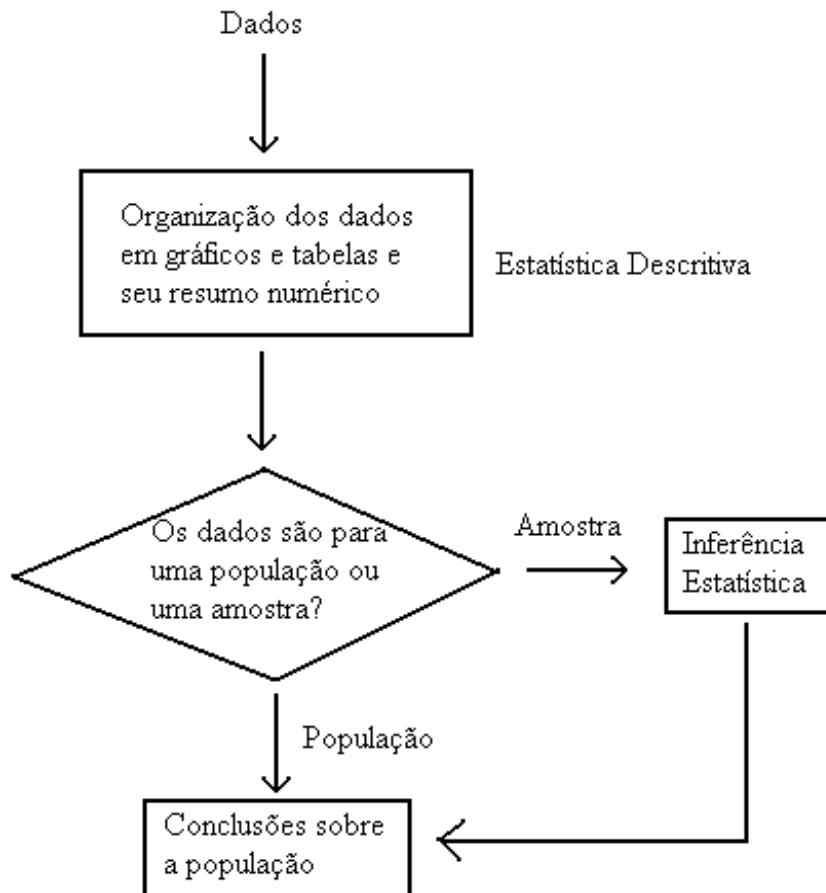 Dados
Organização dos dados
em gráficos e tabelas e
seu resumo numérico
Estatística Descritiva
Os dados são para
uma população ou
uma amostra?
Amostra
Inferência
Estatística
População
Conclusões sobre
a população